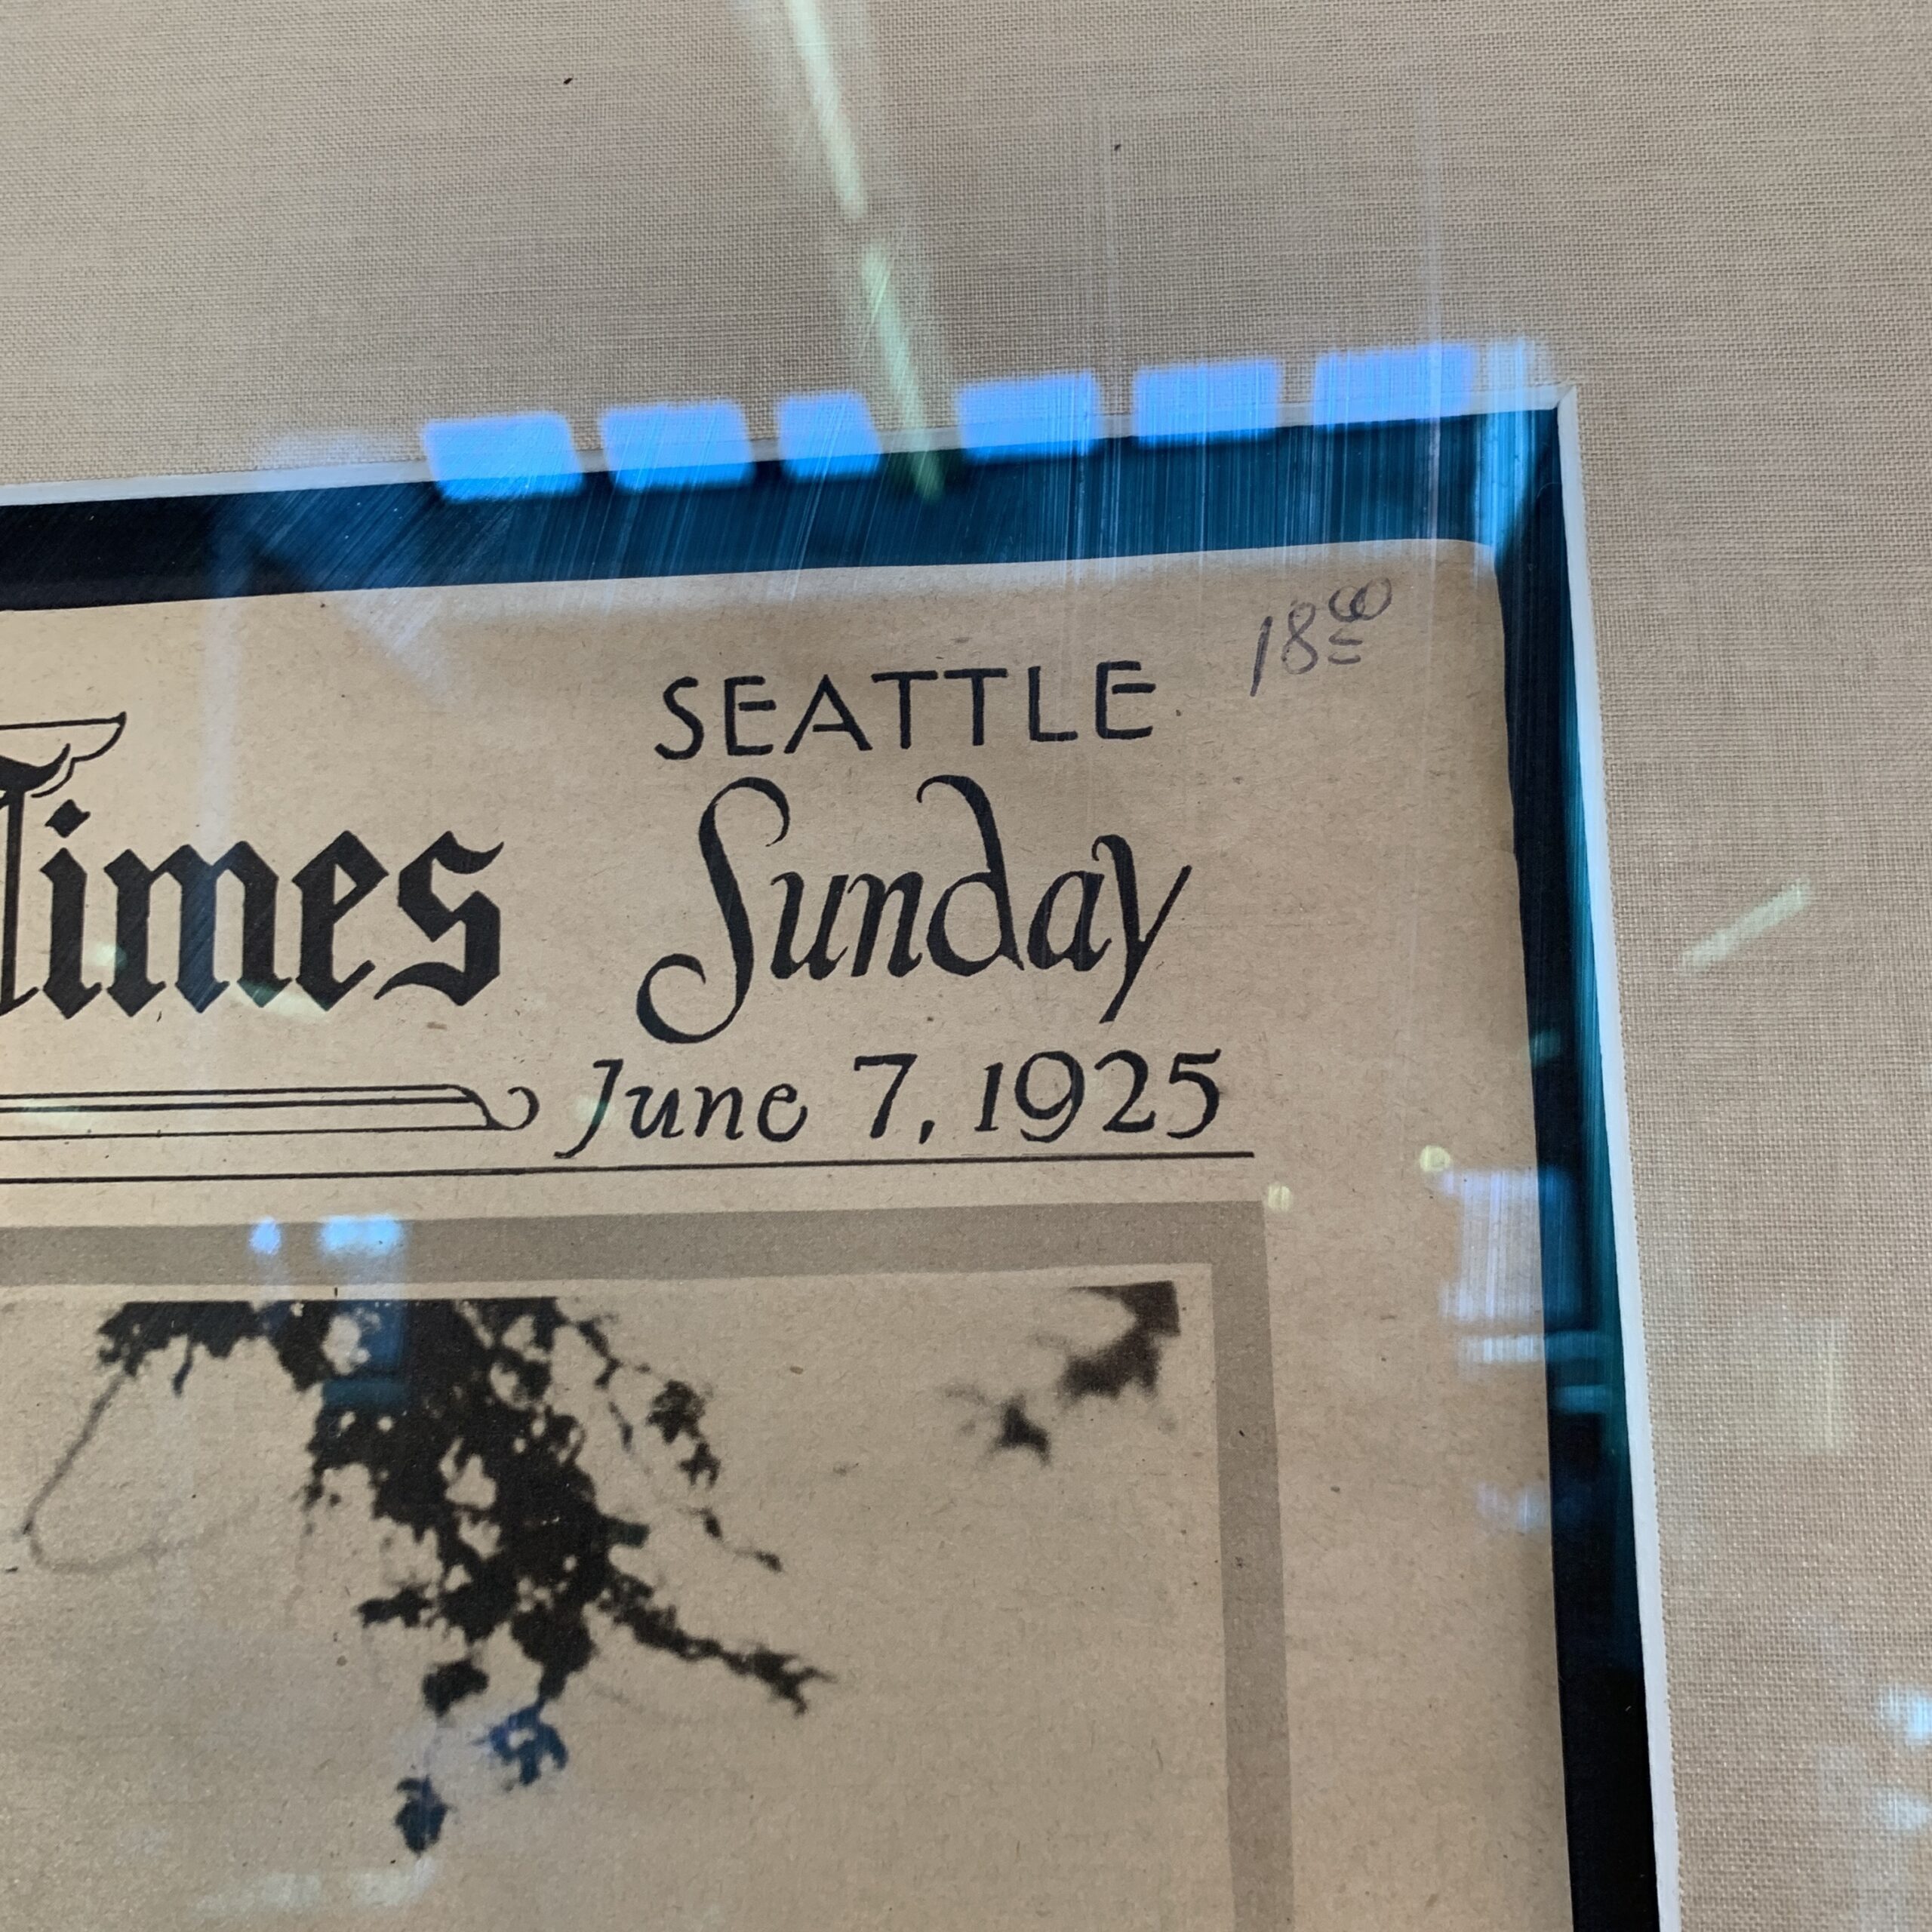 18 00
SEATTLE
Times
Sunday
June 7, 1925